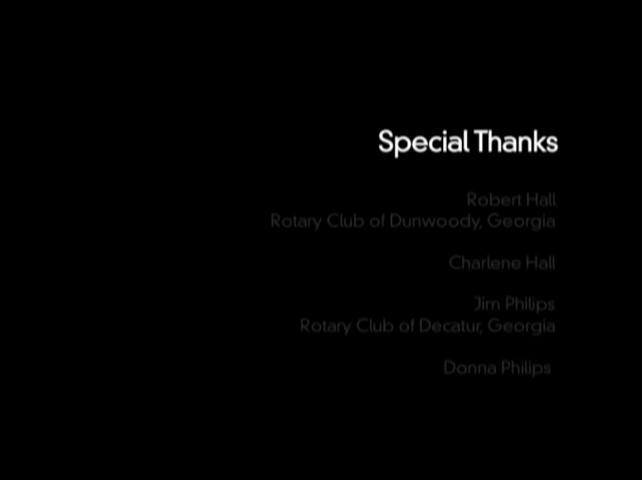 Special Thanks
Robert Hall
Rotary Club of Dunwoody, Georgia
Charlene Hall
Jim Philips
Rotary Club of Decatur, Georgia
Donna Philips